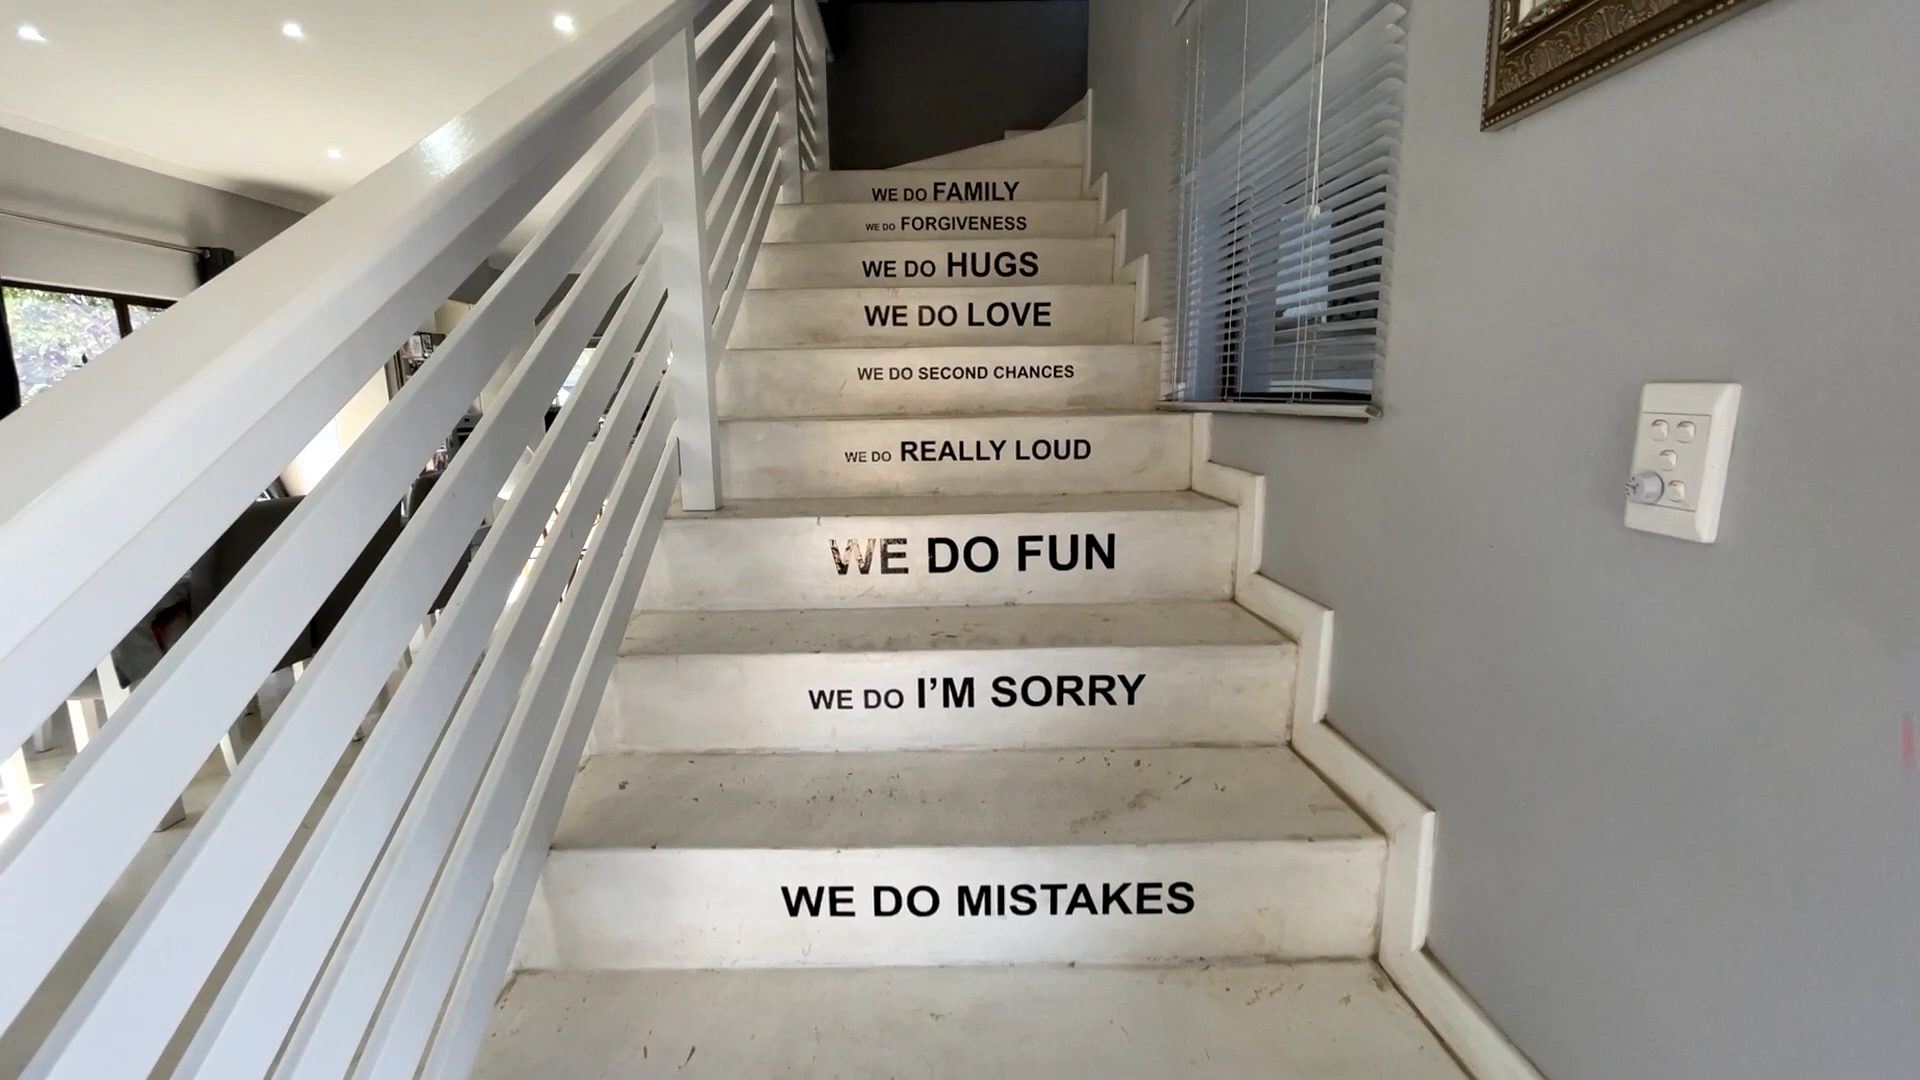 WE DO FAMILY
WE DO FORGIVENESS
WE DO HUGS
WE DO LOVE
WE DO SECOND CHANCES
WE DO REALLY LOUD
WE DO FUN
WE DO I’M SORRY
WE DO MISTAKES